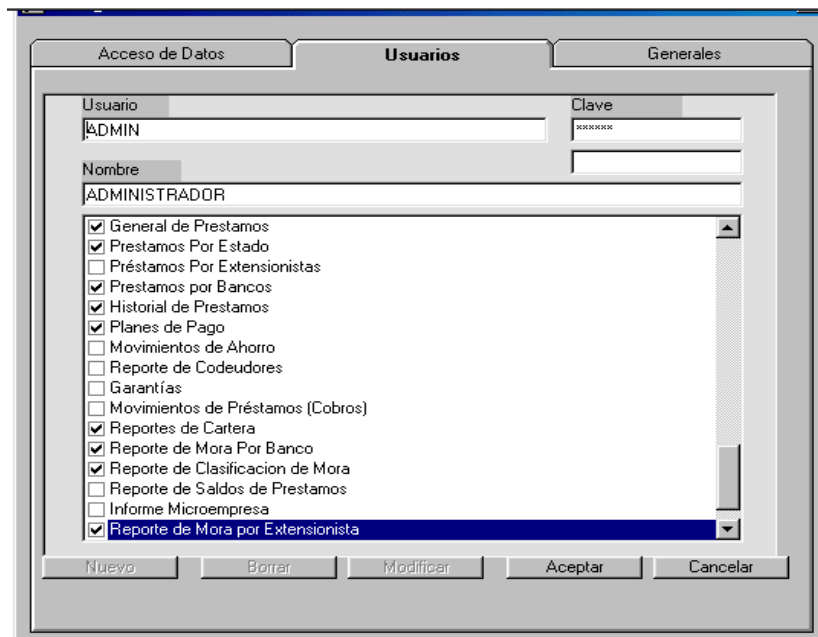 Acceso de Datos Usuarios Generales
Usuario Clave
ADMIN ******
Nombre
ADMINISTRADOR
General de Prestamos
Prestamos Por Estado
Préstamos Por Extensionistas
Prestamos por Bancos
Historial de Prestamos
Planes de Pago
Movimientos de Ahorro
Reporte de Codeudores
Garantías
Movimientos de Préstamos (Cobros)
Reportes de Cartera
Reporte de Mora Por Banco
Reporte de Clasificacion de Mora
Reporte de Saldos de Prestamos
Informe Microempresa
Reporte de Mora por Extensionista
Nuevo Borrar Modificar Aceptar Cancelar